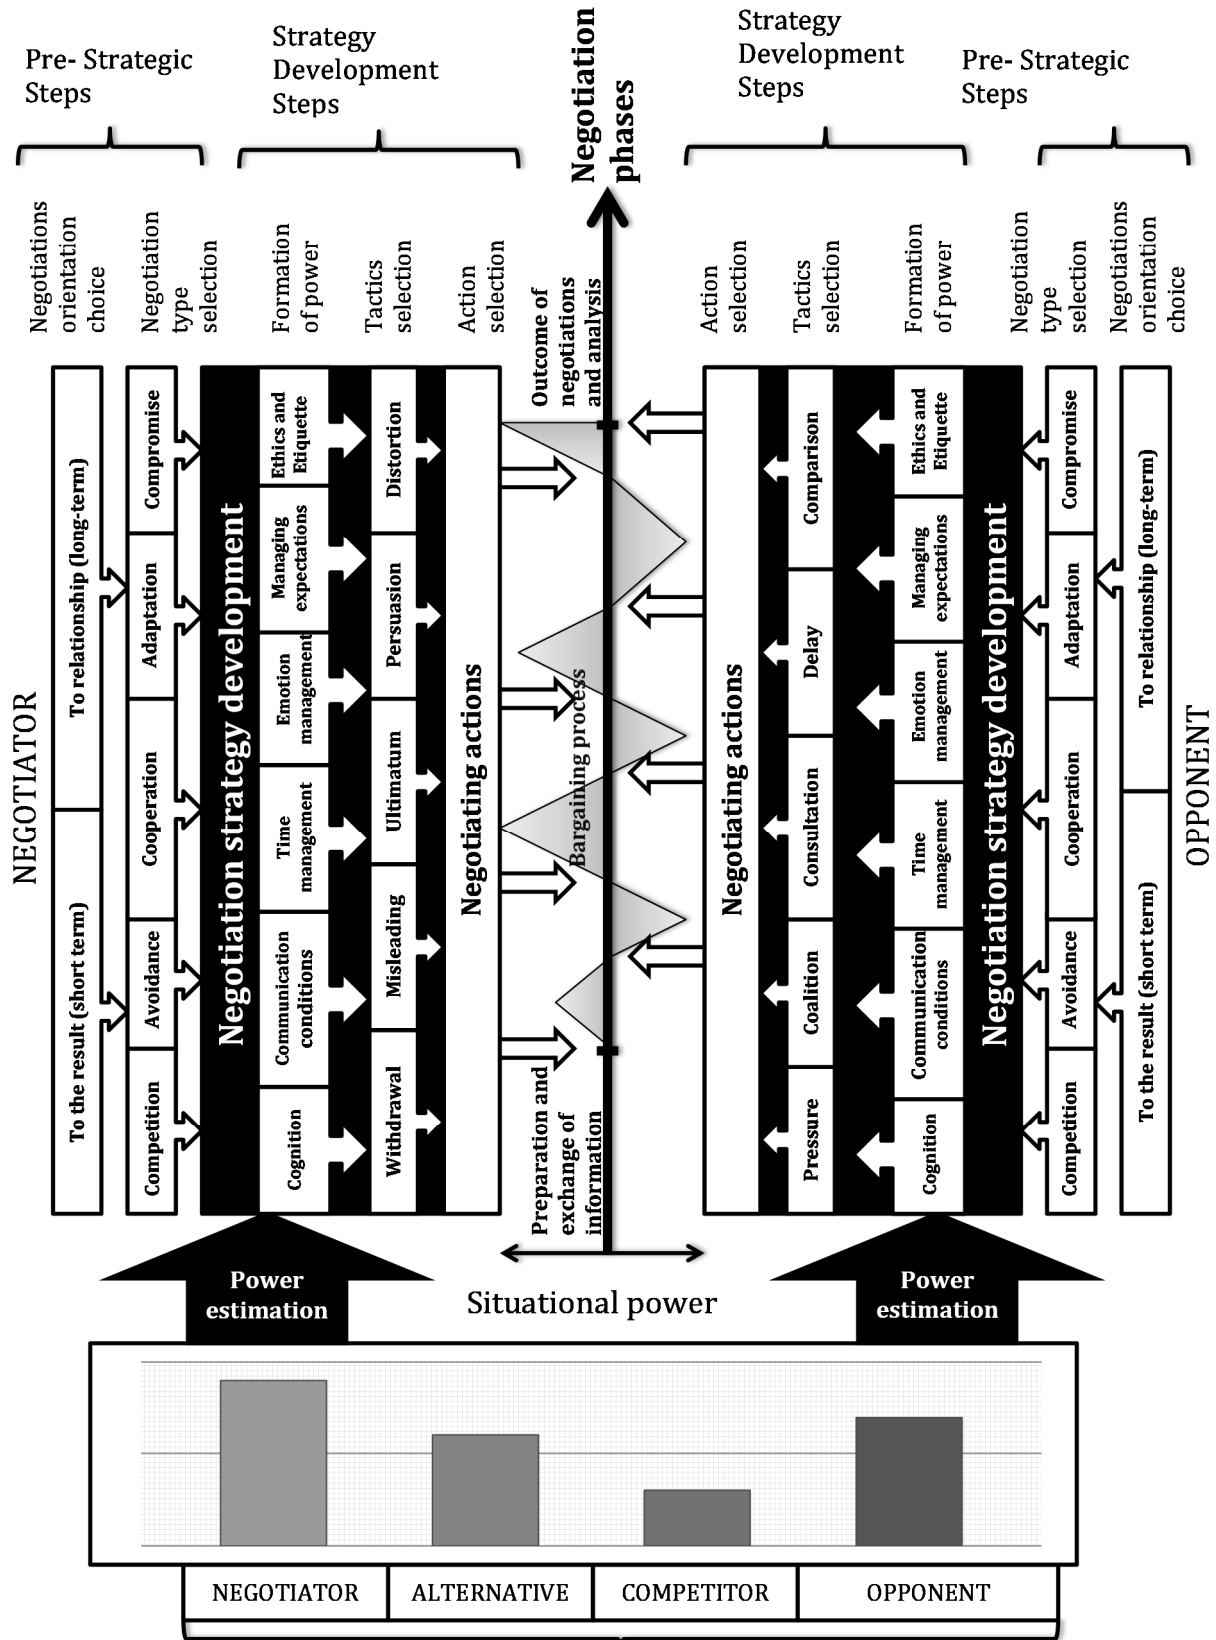 Pre- Strategic
Steps
Strategy
Development
Steps
Negotiation
phases
Strategy
Development
Steps
Pre- Strategic
Steps
Negotiations
orientation
choice
Negotiation
type
selection
Formation
of power
Tactics
selection
Action
selection
Outcome of
negotiations
and analysis
Action
selection
Tactics
selection
Formation
of power
Negotiation
type
selection
Negotiations
orientation
choice
NEGOTIATOR
To relationship (long-term)
To the result (short term)
Compromise
Adaptation
Cooperation
Avoidance
Competition
Negotiation strategy development
Ethics and
Etiquette
Managing
expectations
Emotion
management
Time
management
Communication
conditions
Cognition
Distortion
Persuasion
Ultimatum
Misleading
Withdrawal
Negotiating actions
Bargaining process
Preparation and
exchange of
information
Negotiating actions
Comparison
Delay
Consultation
Coalition
Pressure
Ethics and
Etiquette
Managing
expectations
Emotion
management
Time
management
Communication
conditions
Cognition
Negotiation strategy development
Compromise
Adaptation
Cooperation
Avoidance
Competition
To relationship (long-term)
To the result (short term)
OPPONENT
Power
estimation
Situational power
Power
estimation
NEGOTIATOR
ALTERNATIVE
COMPETITOR
OPPONENT